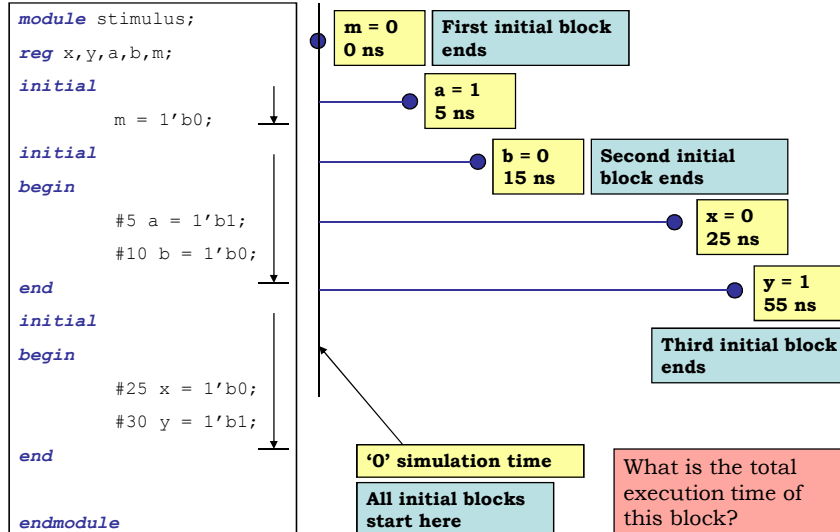 module stimulus;
reg x,y,a,b,m;
initial
m = 1’b0;
initial
begin
#5 a = 1’b1;
#10 b = 1’b0;
end
initial
begin
#25 x = 1’b0;
#30 y = 1’b1;
end
endmodule
m = 0
0 ns
First initial block
ends
a = 1
5 ns
b = 0
15 ns
Second initial
block ends
x = 0
25 ns
y = 1
55 ns
Third initial block
ends
‘0’ simulation time
All initial blocks
start here
What is the total
execution time of
this block?